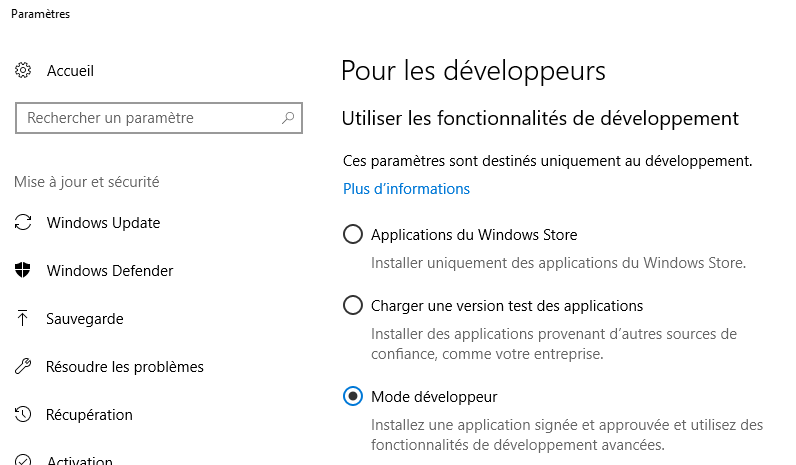 Paramètres
Accueil
Rechercher un paramètre
Mise à jour et sécurité
Windows Update
Windows Defender
Sauvegarde
Résoudre les problèmes
Récupération
Activation
Pour les développeurs
Utiliser les fonctionnalités de développement
Ces paramètres sont destinés uniquement au développement.
Plus d’informations
Applications du Windows Store
Installer uniquement des applications du Windows Store.
Charger une version test des applications
Installer des applications provenant d’autres sources de
confiance, comme votre entreprise.
Mode développeur
Installez une application signée et approuvée et utilisez des
fonctionnalités de développement avancées.